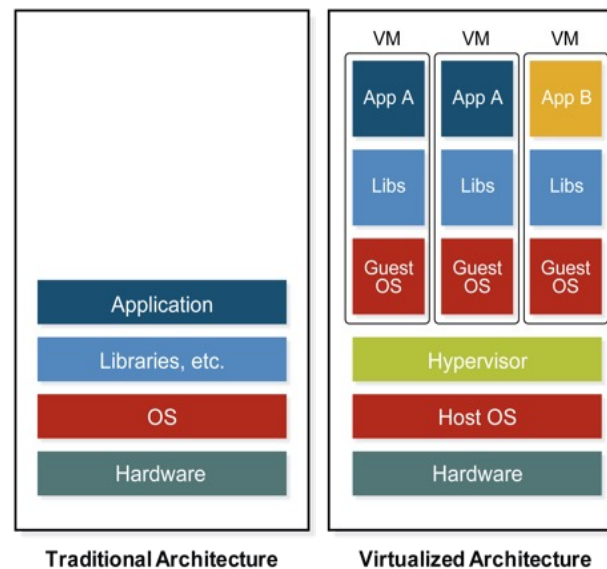 VM VM VM
App A App A App B
Libs Libs Libs
Guest Guest Guest
OS OS OS
Application
Libraries, etc.
OS
Hardware
Hypervisor
Host OS
Hardware
Traditional Architecture
Virtualized Architecture